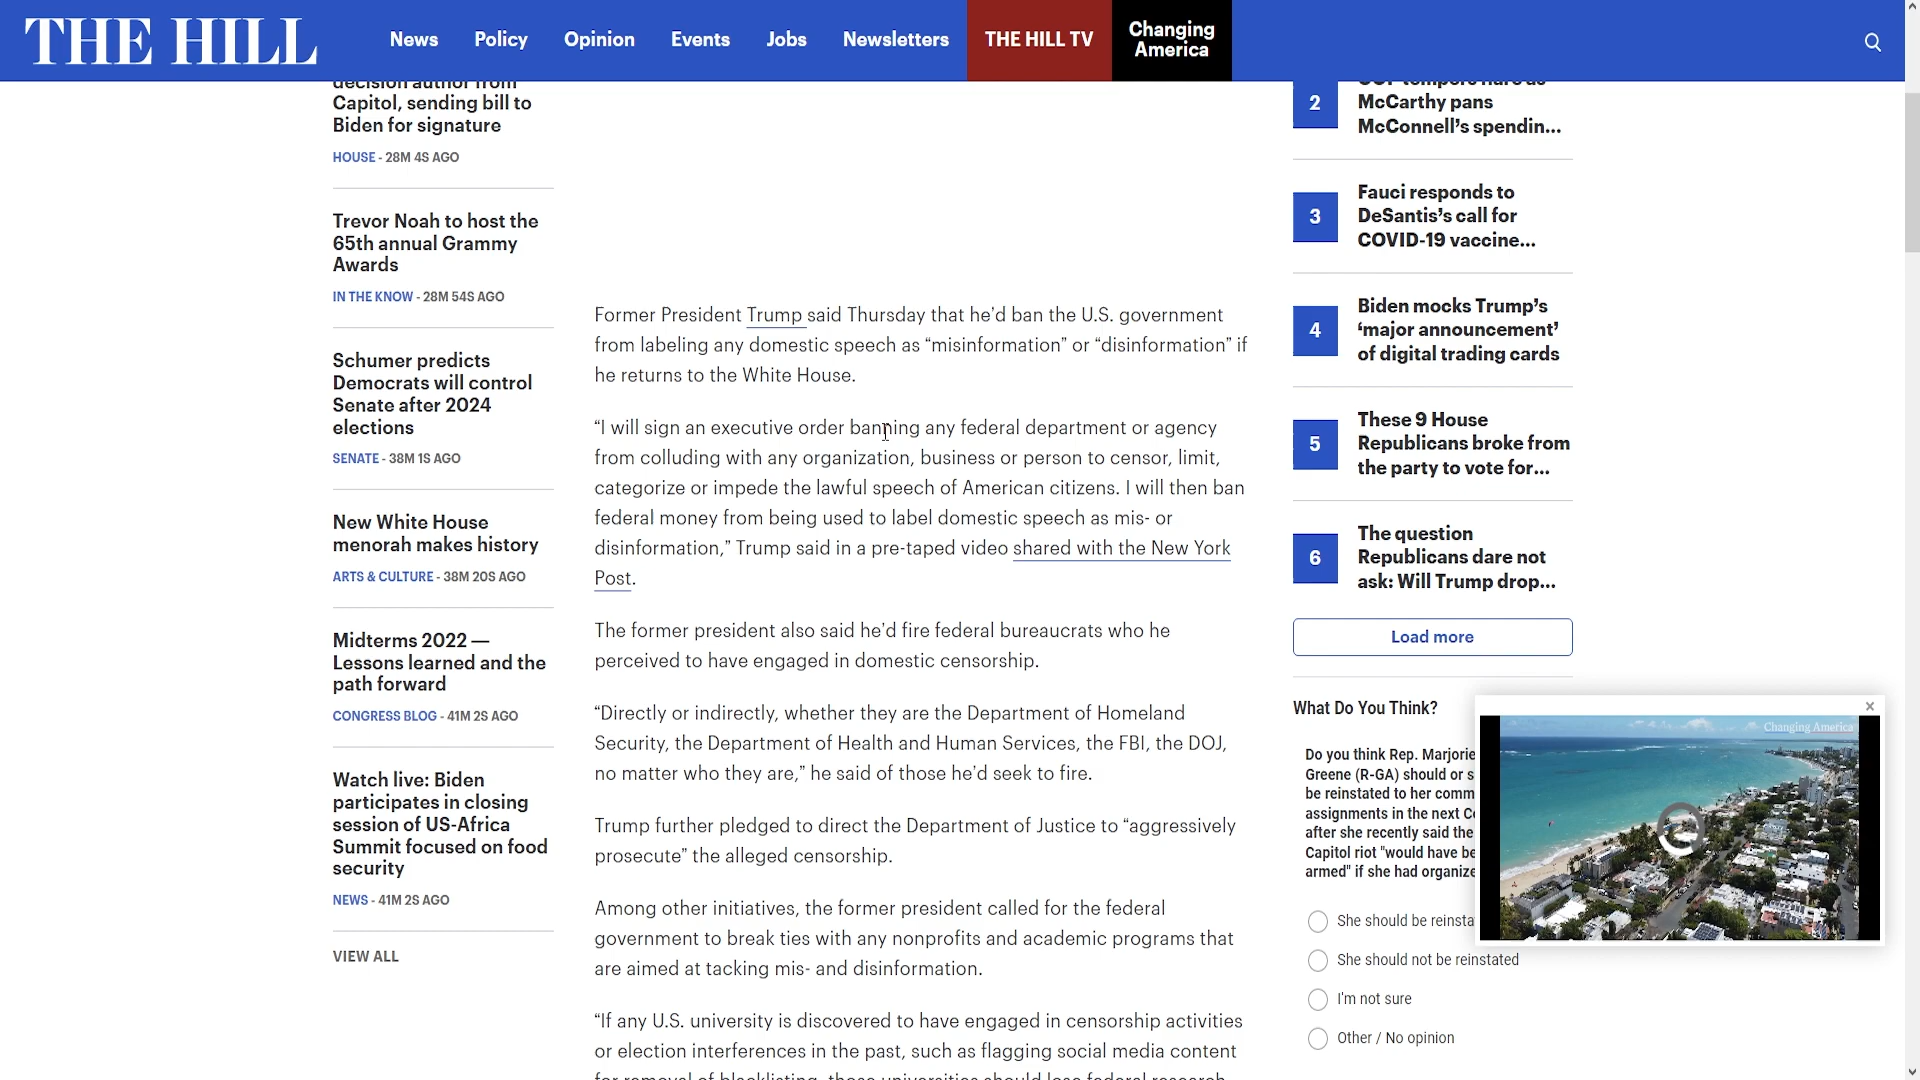 THE HILL
News
Policy
Opinion
Events
Jobs
Newsletters
THE HILL TV
Changing
America
decision author from
Capitol, sending bill to
Biden for signature
HOUSE - 28M 4S AGO
Trevor Noah to host the
65th annual Grammy
Awards
IN THE KNOW - 28M 54S AGO
Schumer predicts
Democrats will control
Senate after 2024
elections
SENATE - 38M 1S AGO
New White House
menorah makes history
ARTS & CULTURE - 38M 20S AGO
Midterms 2022 —
Lessons learned and the
path forward
CONGRESS BLOG - 41M 2S AGO
Watch live: Biden
participates in closing
session of US-Africa
Summit focused on food
security
NEWS - 41M 2S AGO
VIEW ALL
Former President Trump said Thursday that he’d ban the U.S. government
from labeling any domestic speech as “misinformation” or “disinformation” if
he returns to the White House.
“I will sign an executive order banning any federal department or agency
from colluding with any organization, business or person to censor, limit,
categorize or impede the lawful speech of American citizens. I will then ban
federal money from being used to label domestic speech as mis- or
disinformation,” Trump said in a pre-taped video shared with the New York
Post.
The former president also said he’d fire federal bureaucrats who he
perceived to have engaged in domestic censorship.
“Directly or indirectly, whether they are the Department of Homeland
Security, the Department of Health and Human Services, the FBI, the DOJ,
no matter who they are,” he said of those he’d seek to fire.
Trump further pledged to direct the Department of Justice to “aggressively
prosecute” the alleged censorship.
Among other initiatives, the former president called for the federal
government to break ties with any nonprofits and academic programs that
are aimed at tacking mis- and disinformation.
“If any U.S. university is discovered to have engaged in censorship activities
or election interferences in the past, such as flagging social media content
for removal of blacklisting, those universities should lose federal research
2
GOP tempers flare as
McCarthy pans
McConnell’s spendin...
3
Fauci responds to
DeSantis’s call for
COVID-19 vaccine...
4
Biden mocks Trump’s
‘major announcement’
of digital trading cards
5
These 9 House
Republicans broke from
the party to vote for...
6
The question
Republicans dare not
ask: Will Trump drop...
Load more
What Do You Think?
Do you think Rep. Marjorie
Greene (R-GA) should or s
be reinstated to her comm
assignments in the next Co
after she recently said the
Capitol riot "would have be
armed" if she had organize
She should be reinsta
She should not be reinstated
I'm not sure
Other / No opinion
Changing America